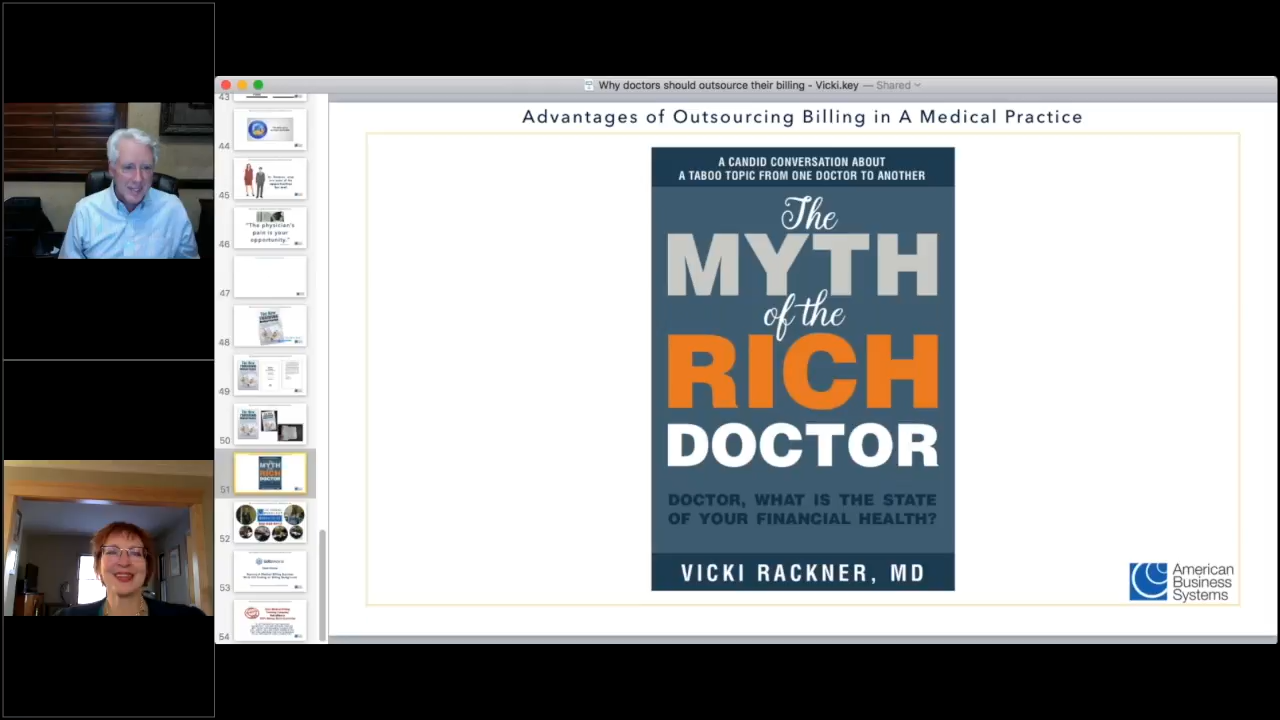 Why doctors should outsource their billing - Vicki.key — Shared
Advantages of Outsourcing Billing in A Medical Practice
A CANDID CONVERSATION ABOUT
A TABOO TOPIC FROM ONE DOCTOR TO ANOTHER
The
MYTH
of the
RICH
DOCTOR
DOCTOR, WHAT IS THE STATE
OF YOUR FINANCIAL HEALTH?
VICKI RACKNER, MD
American
Business
Systems
43
44
45
"The physician's
pain is your
opportunity."
46
47
48
49
50
MYTH
RICH
DOCTOR
51
52
53
54